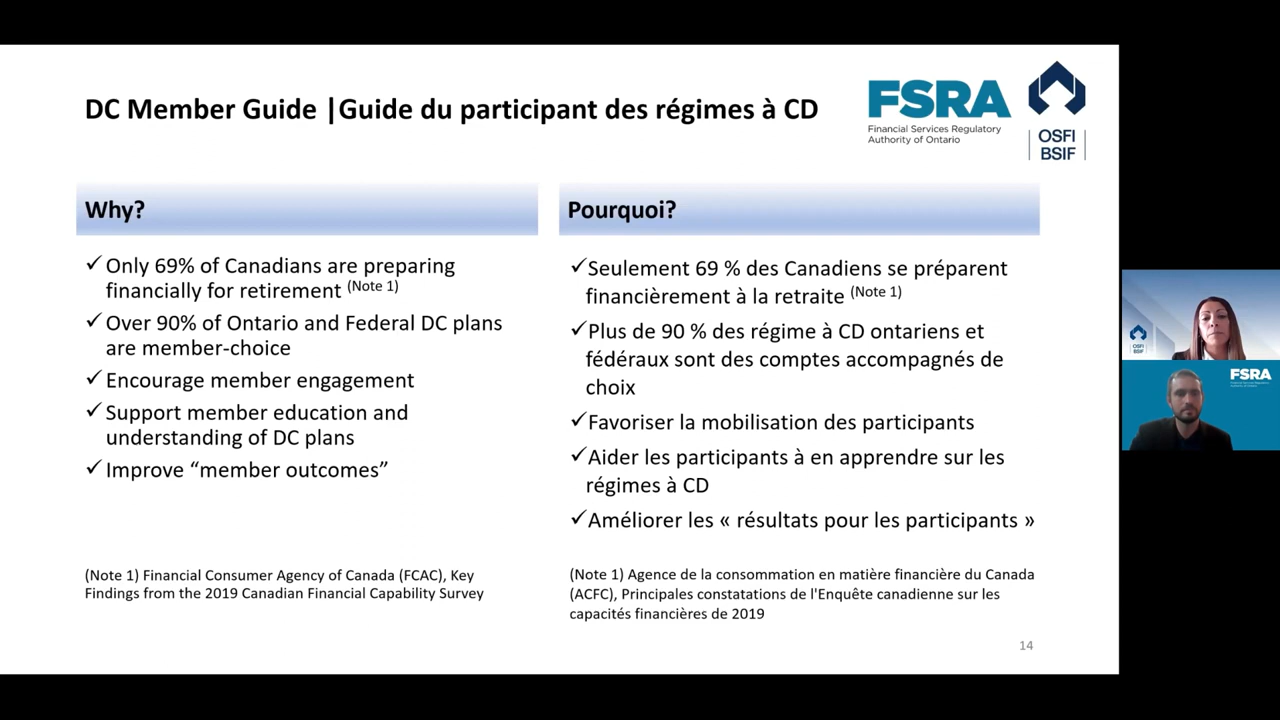 DC Member Guide |Guide du participant des régimes à CD
FSRA
Financial Services Regulatory
Authority of Ontario
OSFI
BSIF
Why?
✓Only 69% of Canadians are preparing
financially for retirement (Note 1)
✓Over 90% of Ontario and Federal DC plans
are member-choice
✓Encourage member engagement
✓Support member education and
understanding of DC plans
✓Improve “member outcomes”
(Note 1) Financial Consumer Agency of Canada (FCAC), Key
Findings from the 2019 Canadian Financial Capability Survey
Pourquoi?
✓Seulement 69 % des Canadiens se préparent
financièrement à la retraite (Note 1)
✓Plus de 90 % des régime à CD ontariens et
fédéraux sont des comptes accompagnés de
choix
✓Favoriser la mobilisation des participants
✓Aider les participants à en apprendre sur les
régimes à CD
✓Améliorer les « résultats pour les participants »
(Note 1) Agence de la consommation en matière financière du Canada
(ACFC), Principales constatations de l'Enquête canadienne sur les
capacités financières de 2019
14
OSFI
BSIF
FSRA